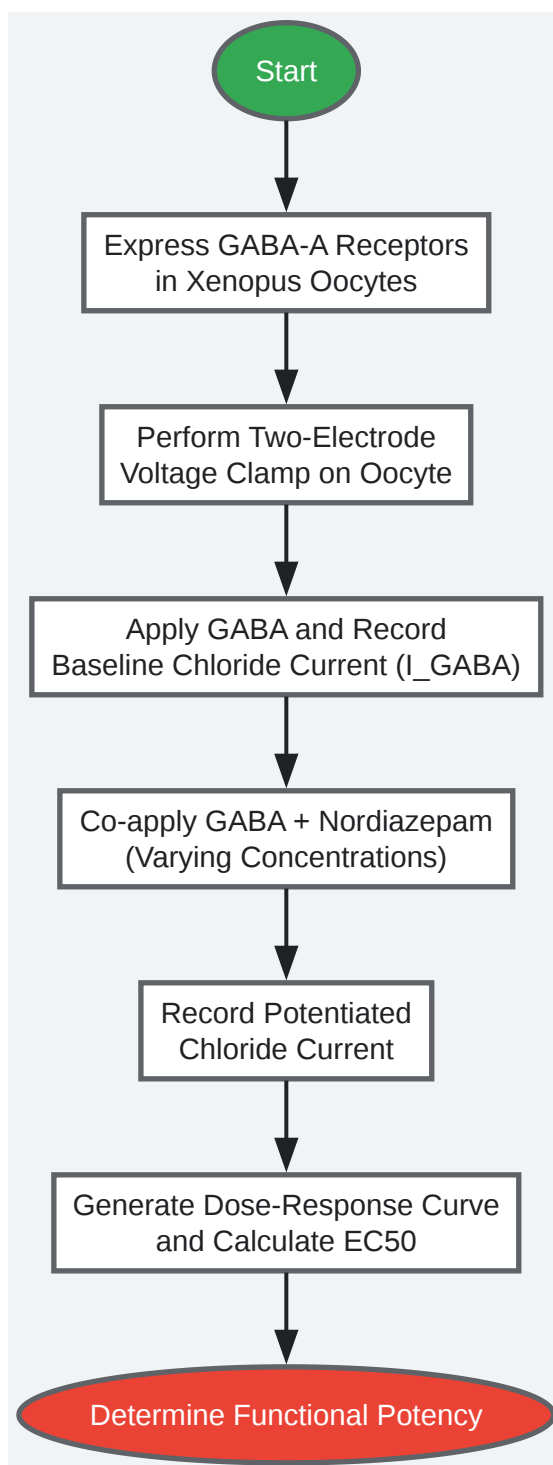 Start
Express GABA-A Receptors
in Xenopus Oocytes
Perform Two-Electrode
Voltage Clamp on Oocyte
Apply GABA and Record
Baseline Chloride Current (I_GABA)
Co-apply GABA + Nordiazepam
(Varying Concentrations)
Record Potentiated
Chloride Current
Generate Dose-Response Curve
and Calculate EC50
Determine Functional Potency